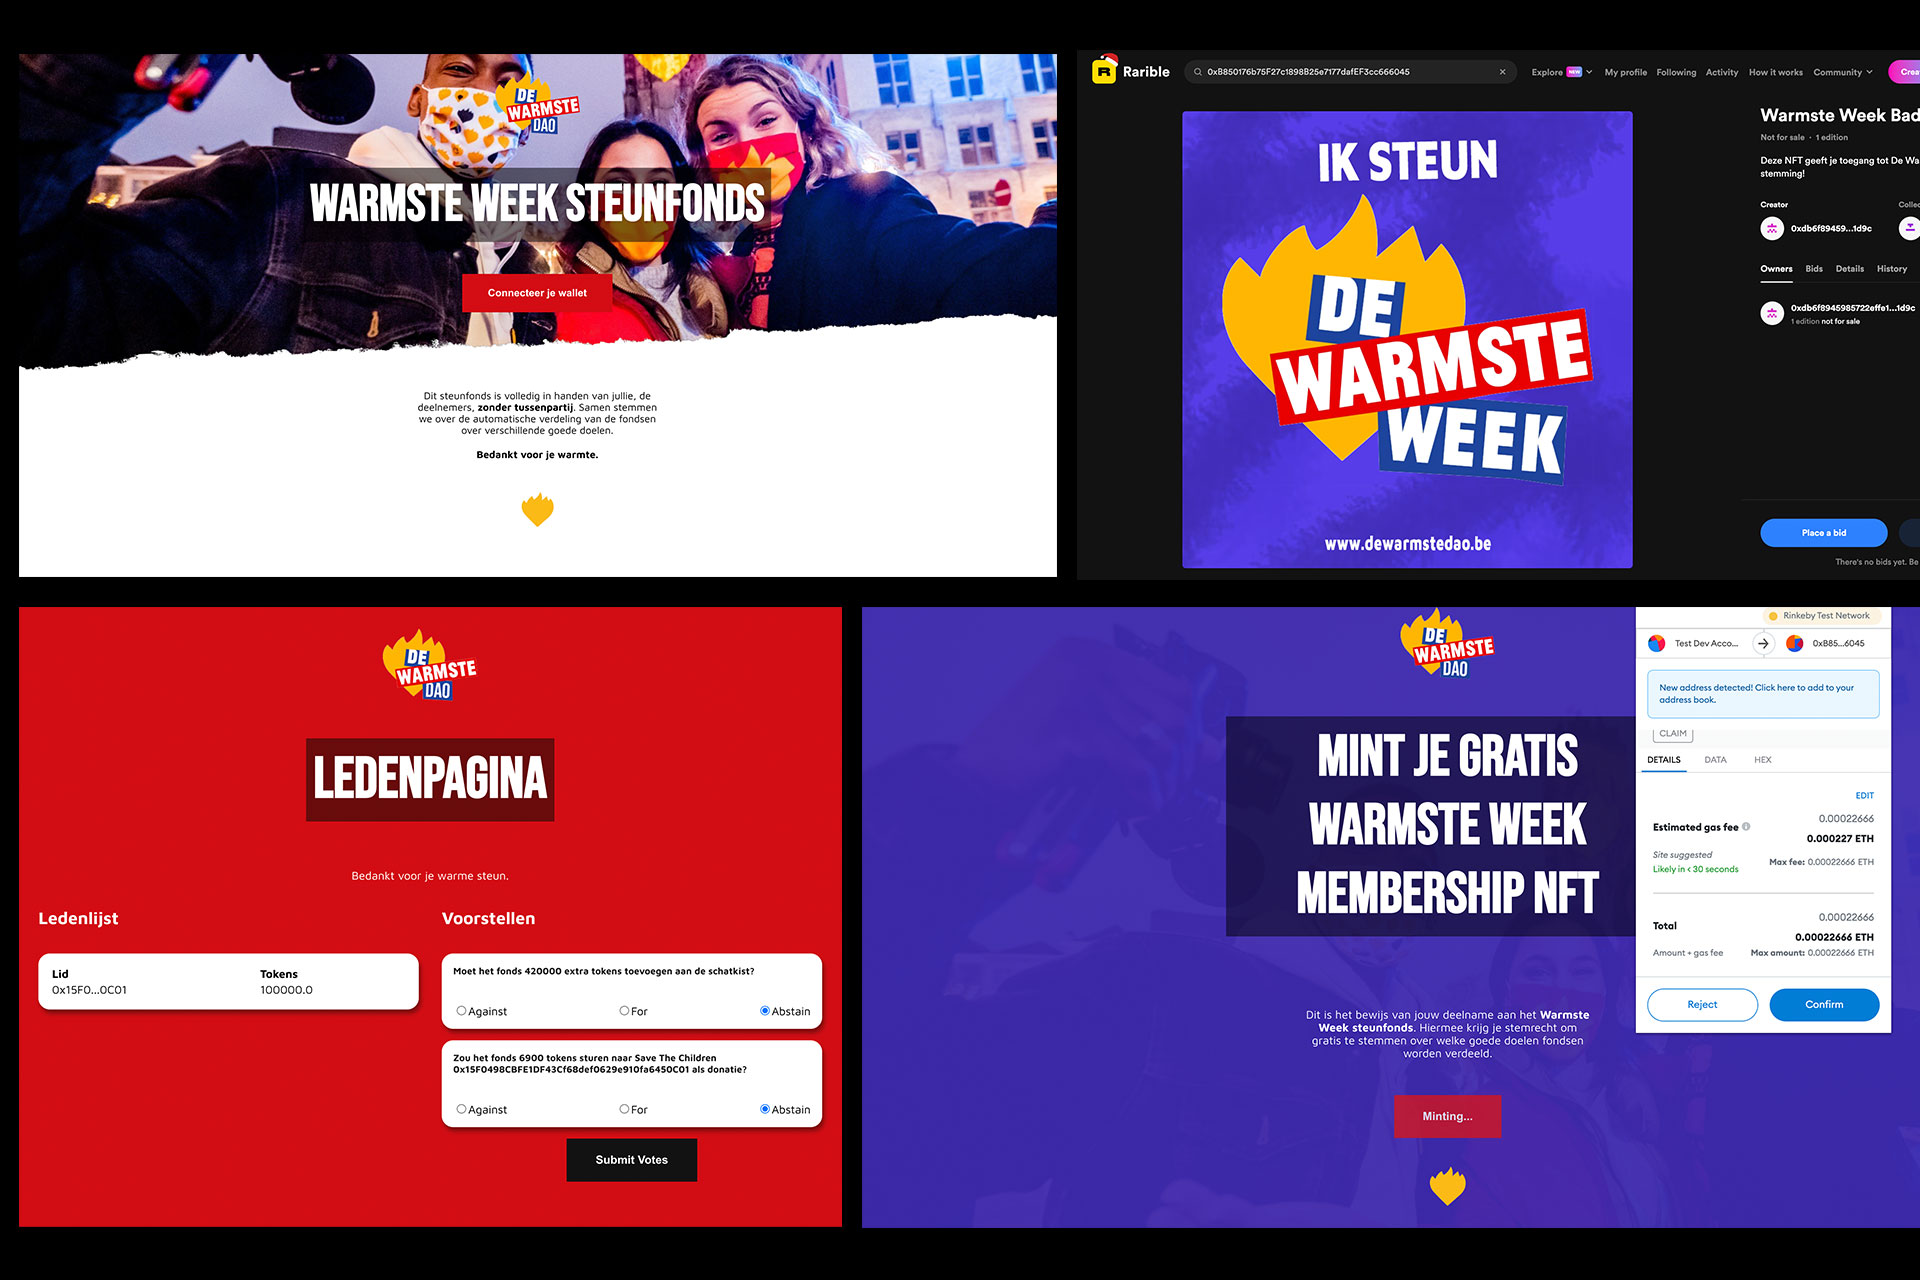 DE
WARMSTE
DAO
WARMSTE WEEK STEUNFONDS
Connecteer je wallet
Dit steunfonds is volledig in handen van jullie, de
deelnemers, zonder tussenpartij. Samen stemmen
we over de automatische verdeling van de fondsen
over verschillende goede doelen.
Bedankt voor je warmte.
R
Rarible
0xB850176b75F27c1898B25e7177dafEF3cc666045
Explore
NEW
My profile
Following
Activity
How it works
Community
Crea
IK STEUN
DE
WARMSTE
WEEK
www.dewarmstedao.be
Warmste Week Bad
Not for sale · 1 edition
Deze NFT geeft je toegang tot De Wa
stemming!
Creator
Collec
0xdb6f89459...1d9c
Owners
Bids
Details
History
0xdb6f8945985722effe1...1d9c
1 edition not for sale
Place a bid
There's no bids yet. Be
DE
WARMSTE
DAO
LEDENPAGINA
Bedankt voor je warme steun.
Ledenlijst
Lid
Tokens
0x15F0...0C01
100000.0
Voorstellen
Moet het fonds 420000 extra tokens toevoegen aan de schatkist?
Against
For
Abstain
Zou het fonds 6900 tokens sturen naar Save The Children
0x15F0498CBFE1DF43Cf68def0629e910fa6450C01 als donatie?
Against
For
Abstain
Submit Votes
DE
WARMSTE
DAO
MINT JE GRATIS
WARMSTE WEEK
MEMBERSHIP NFT
Dit is het bewijs van jouw deelname aan het Warmste
Week steunfonds. Hiermee krijg je stemrecht om
gratis te stemmen over welke goede doelen fondsen
worden verdeeld.
Minting...
Rinkeby Test Network
Test Dev Acco...
0xB85...6045
New address detected! Click here to add to your
address book.
CLAIM
DETAILS
DATA
HEX
EDIT
0.00022666
Estimated gas fee
0.000227 ETH
Site suggested
Max fee: 0.00022666 ETH
Likely in < 30 seconds
0.00022666
Total
0.00022666 ETH
Amount + gas fee
Max amount: 0.00022666 ETH
Reject
Confirm